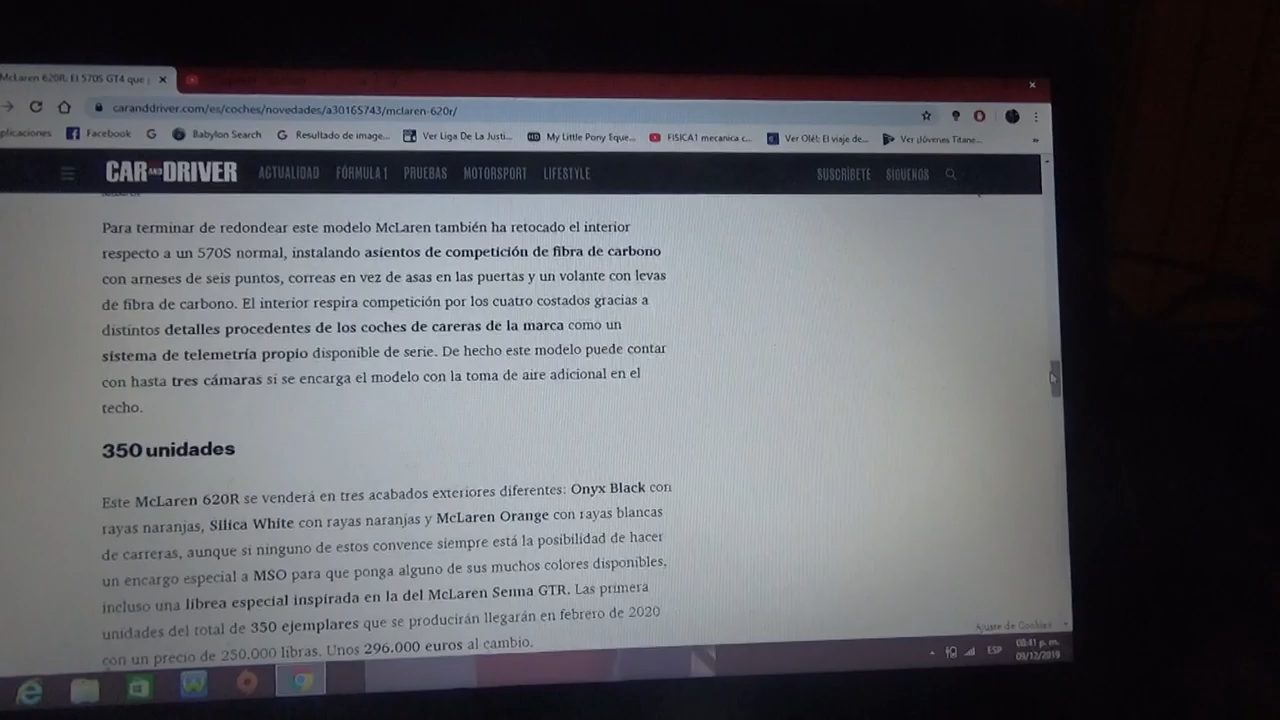 McLaren 620R: El 570S GT4 que
caranddriver.com/es/coches/novedades/a30165743/mclaren-620r/
plicaciones Facebook Babylon Search Resultado de image... Ver Liga De La Justi... My Little Pony Eque... FISICA1 mecanica c... Ver Olé!: El viaje de... Ver ¡Jóvenes Titane...
CAR AND DRIVER ACTUALIDAD FÓRMULA 1 PRUEBAS MOTORSPORT LIFESTYLE SUSCRÍBETE SÍGUENOS
Para terminar de redondear este modelo McLaren también ha retocado el interior
respecto a un 570S normal, instalando asientos de competición de fibra de carbono
con arneses de seis puntos, correas en vez de asas en las puertas y un volante con levas
de fibra de carbono. El interior respira competición por los cuatro costados gracias a
distintos detalles procedentes de los coches de careras de la marca como un
sistema de telemetría propio disponible de serie. De hecho este modelo puede contar
con hasta tres cámaras si se encarga el modelo con la toma de aire adicional en el
techo.
350 unidades
Este McLaren 620R se venderá en tres acabados exteriores diferentes: Onyx Black con
rayas naranjas, Silica White con rayas naranjas y McLaren Orange con rayas blancas
de carreras, aunque si ninguno de estos convence siempre está la posibilidad de hacer
un encargo especial a MSO para que ponga alguno de sus muchos colores disponibles,
incluso una librea especial inspirada en la del McLaren Senna GTR. Las primera
unidades del total de 350 ejemplares que se producirán llegarán en febrero de 2020
con un precio de 250.000 libras. Unos 296.000 euros al cambio.
Ajuste de Cookies
ESP
08:41 p. m.
09/12/2019